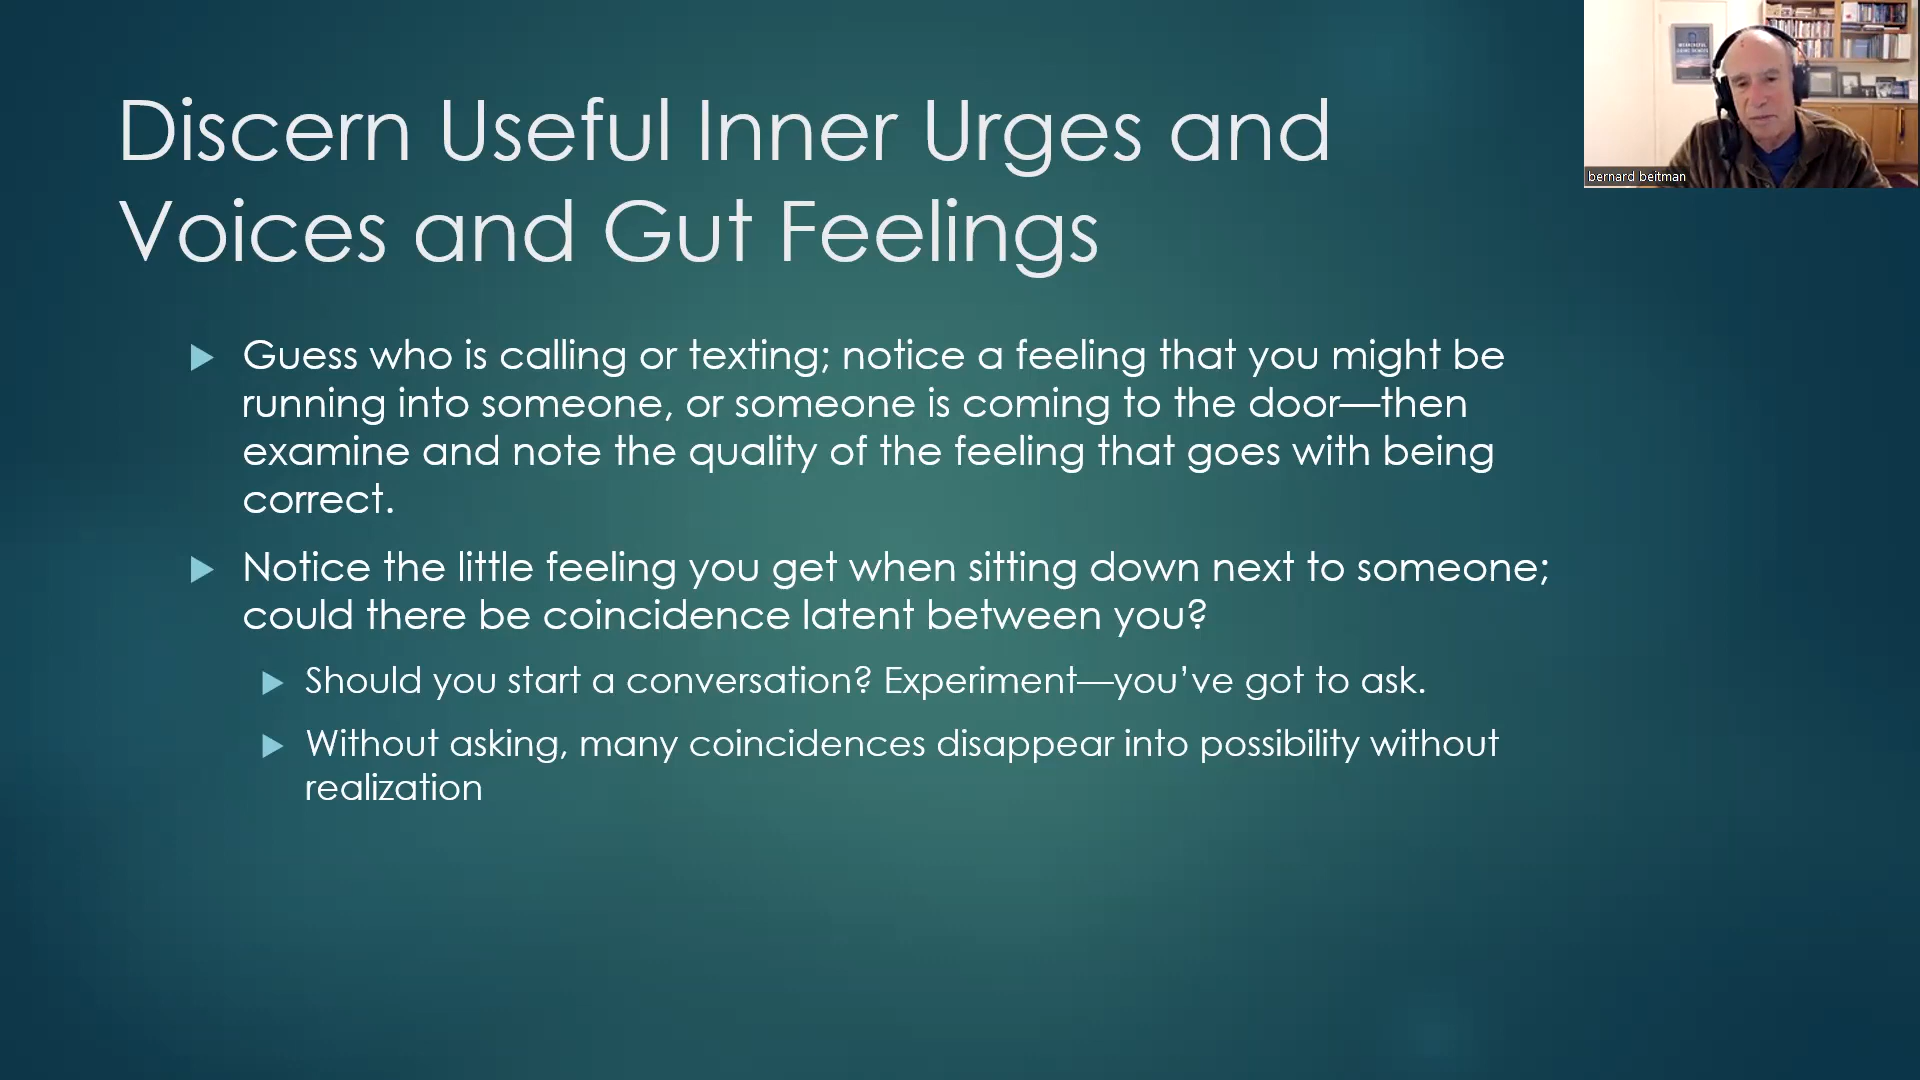 Discern Useful Inner Urges and
Voices and Gut Feelings
Guess who is calling or texting; notice a feeling that you might be
running into someone, or someone is coming to the door—then
examine and note the quality of the feeling that goes with being
correct.
Notice the little feeling you get when sitting down next to someone;
could there be coincidence latent between you?
Should you start a conversation? Experiment—you’ve got to ask.
Without asking, many coincidences disappear into possibility without
realization
bernard beitman